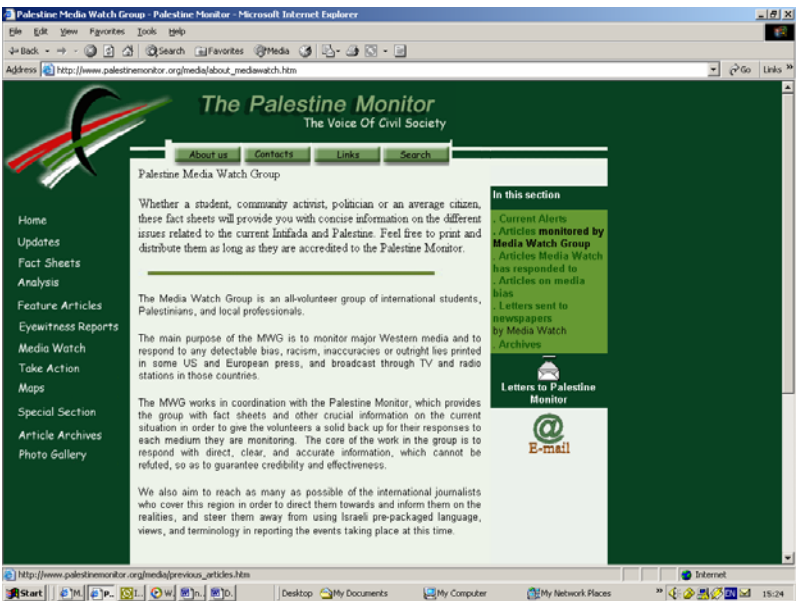 Palestine Media Watch Group - Palestine Monitor - Microsoft Internet Explorer
File Edit View Favorites Tools Help
Back Search Favorites Media
Address http://www.palestinemonitor.org/media/about_mediawatch.htm Go Links »
The Palestine Monitor
The Voice Of Civil Society
About us Contacts Links Search
Home
Updates
Fact Sheets
Analysis
Feature Articles
Eyewitness Reports
Media Watch
Take Action
Maps
Special Section
Article Archives
Photo Gallery
Palestine Media Watch Group
Whether a student, community activist, politician or an average citizen,
these fact sheets will provide you with concise information on the different
issues related to the current Intifada and Palestine. Feel free to print and
distribute them as long as they are accredited to the Palestine Monitor.
The Media Watch Group is an all-volunteer group of international students,
Palestinians, and local professionals.
The main purpose of the MWG is to monitor major Western media and to
respond to any detectable bias, racism, inaccuracies or outright lies printed
in some US and European press, and broadcast through TV and radio
stations in those countries.
The MWG works in coordination with the Palestine Monitor, which provides
the group with fact sheets and other crucial information on the current
situation in order to give the volunteers a solid back up for their responses to
each medium they are monitoring. The core of the work in the group is to
respond with direct, clear, and accurate information, which cannot be
refuted, so as to guarantee credibility and effectiveness.
We also aim to reach as many as possible of the international journalists
who cover this region in order to direct them towards and inform them on the
realities, and steer them away from using Israeli pre-packaged language,
views, and terminology in reporting the events taking place at this time.
In this section
. Current Alerts
. Articles monitored by
Media Watch Group
. Articles Media Watch
has responded to
. Articles on media
bias
. Letters sent to
newspapers
by Media Watch
. Archives
Letters to Palestine
Monitor
@
E-mail
http://www.palestinemonitor.org/media/previous_articles.htm Internet
Start M. P.. I.. W n.. D. Desktop My Documents My Computer My Network Places » EN 15:24